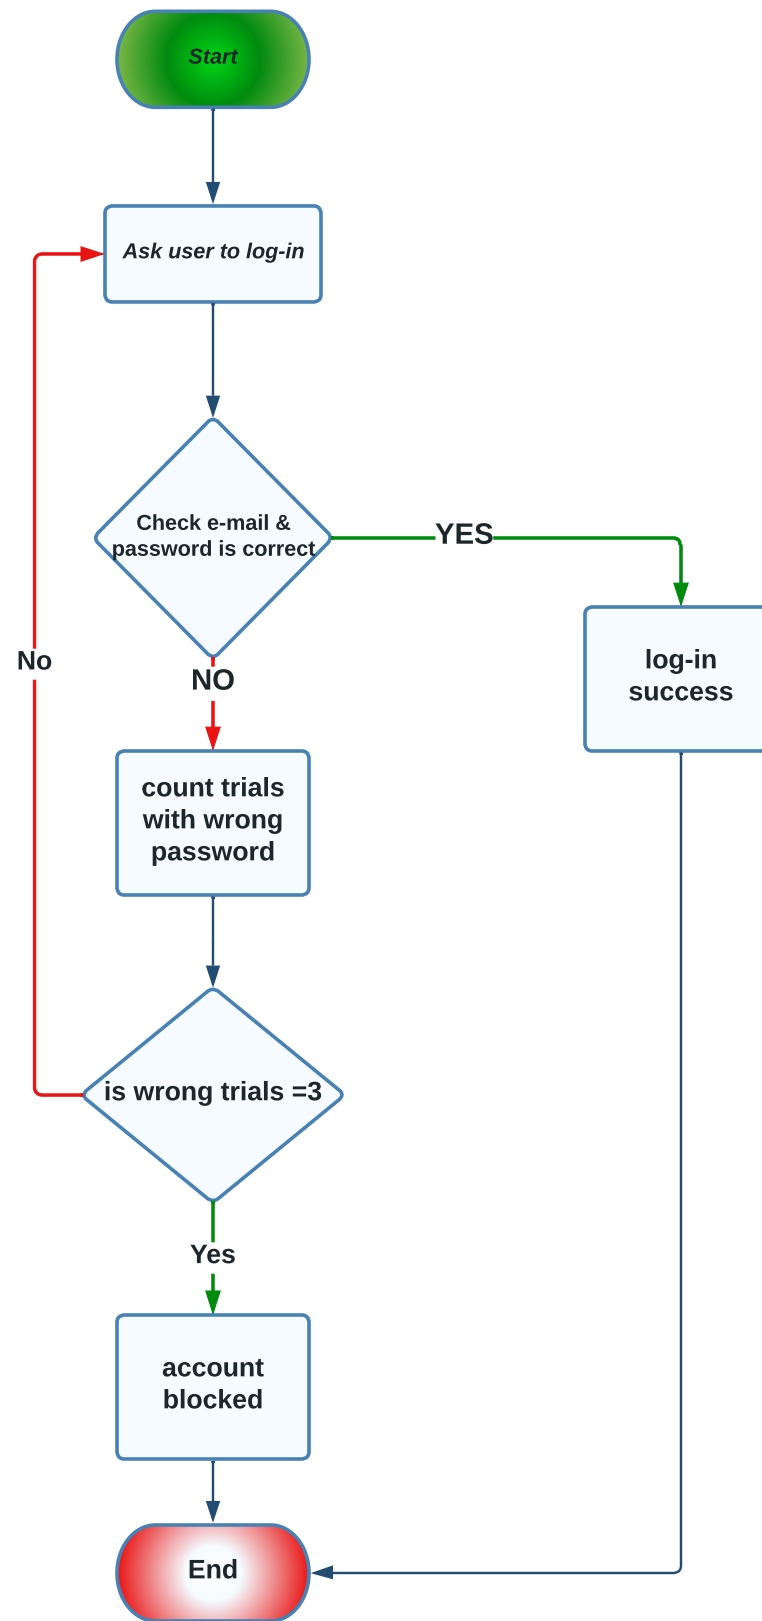 Start
Ask user to log-in
Check e-mail &
password is correct
YES
No
log-in
success
NO
count trials
with wrong
password
is wrong trials =3
Yes
account
blocked
End